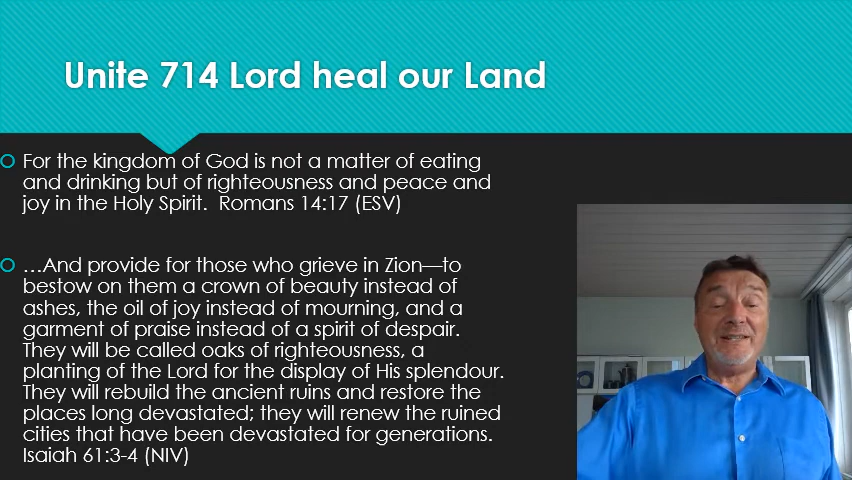 Unite 714 Lord heal our Land
For the kingdom of God is not a matter of eating
and drinking but of righteousness and peace and
joy in the Holy Spirit.  Romans 14:17 (ESV)
…And provide for those who grieve in Zion—to
bestow on them a crown of beauty instead of
ashes, the oil of joy instead of mourning, and a
garment of praise instead of a spirit of despair.
They will be called oaks of righteousness, a
planting of the Lord for the display of His splendour.
They will rebuild the ancient ruins and restore the
places long devastated; they will renew the ruined
cities that have been devastated for generations.
Isaiah 61:3-4 (NIV)